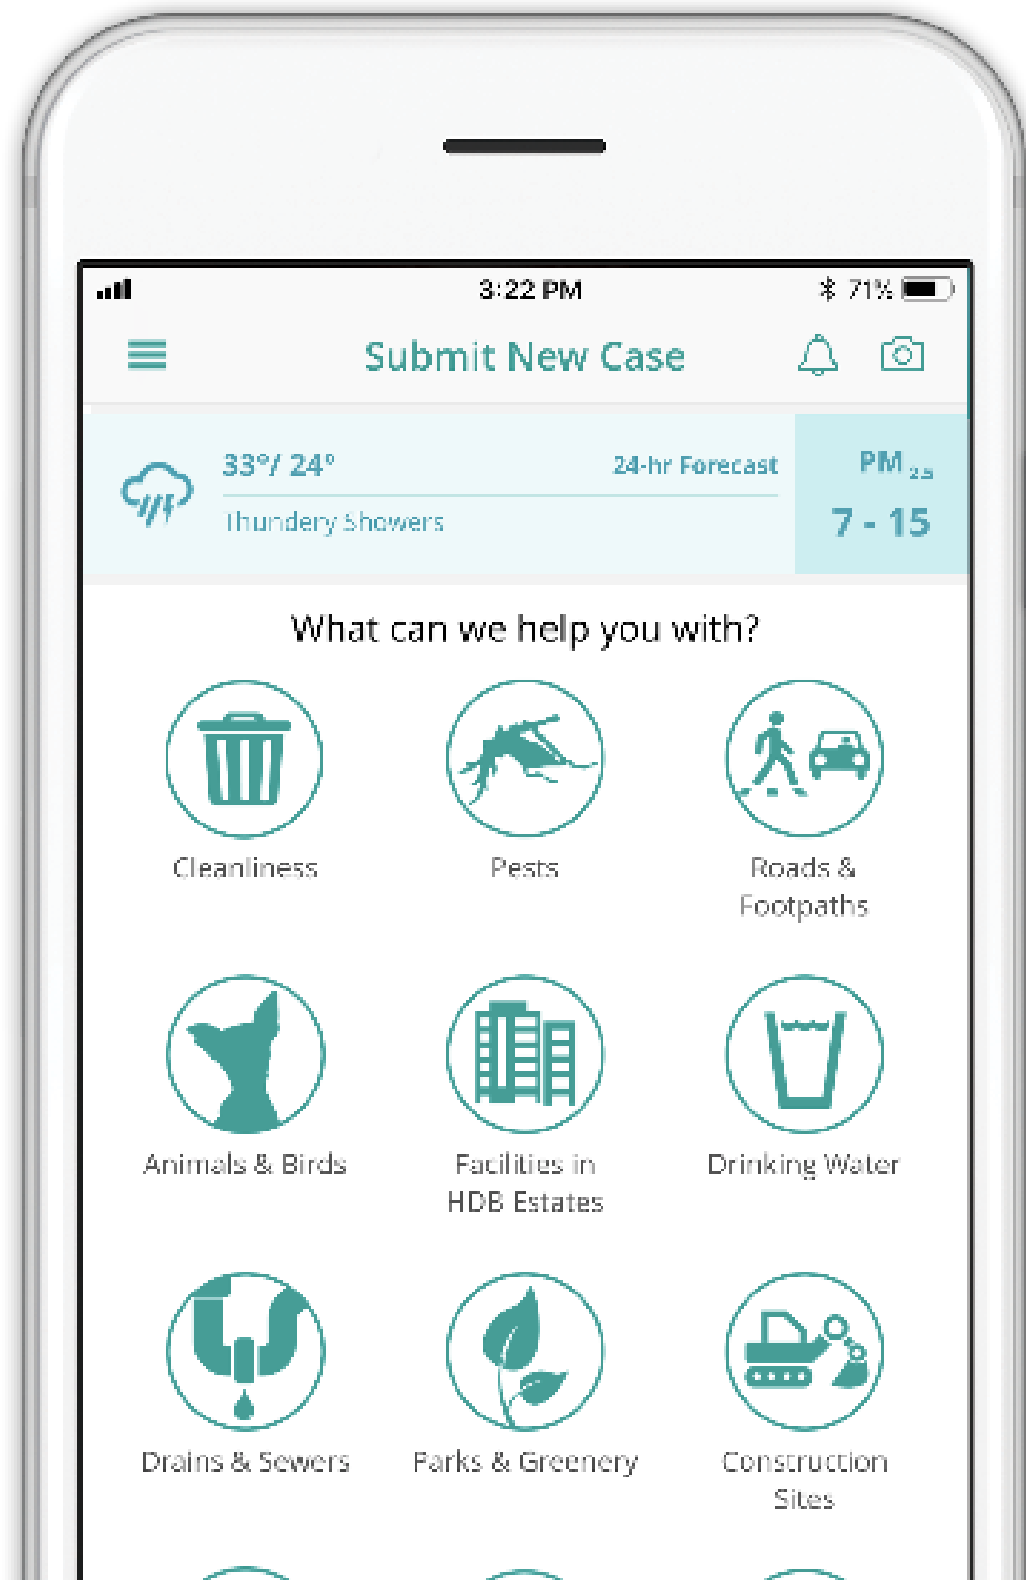 3:22 PM
71%
Submit New Case
33°/ 24°
24-hr Forecast
PM 2.5
Thundery Showers
7 - 15
What can we help you with?
Cleanliness
Pests
Roads &
Footpaths
Animals & Birds
Facilities in
HDB Estates
Drinking Water
Drains & Sewers
Parks & Greenery
Construction
Sites